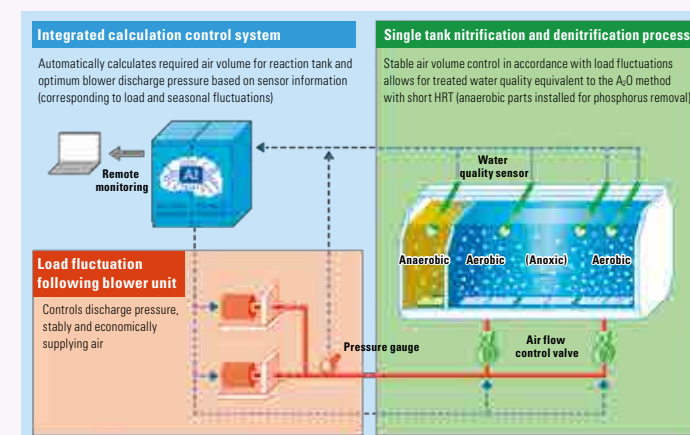 Integrated calculation control system
Automatically calculates required air volume for reaction tank and
optimum blower discharge pressure based on sensor information
(corresponding to load and seasonal fluctuations)
Single tank nitrification and denitrification process
Stable air volume control in accordance with load fluctuations
allows for treated water quality equivalent to the A₂O method
with short HRT (anaerobic parts installed for phosphorus removal)
Remote
monitoring
AI
Water
quality sensor
Anaerobic
Aerobic
(Anoxic)
Aerobic
Load fluctuation
following blower unit
Controls discharge pressure,
stably and economically
supplying air
Pressure gauge
Air flow
control valve